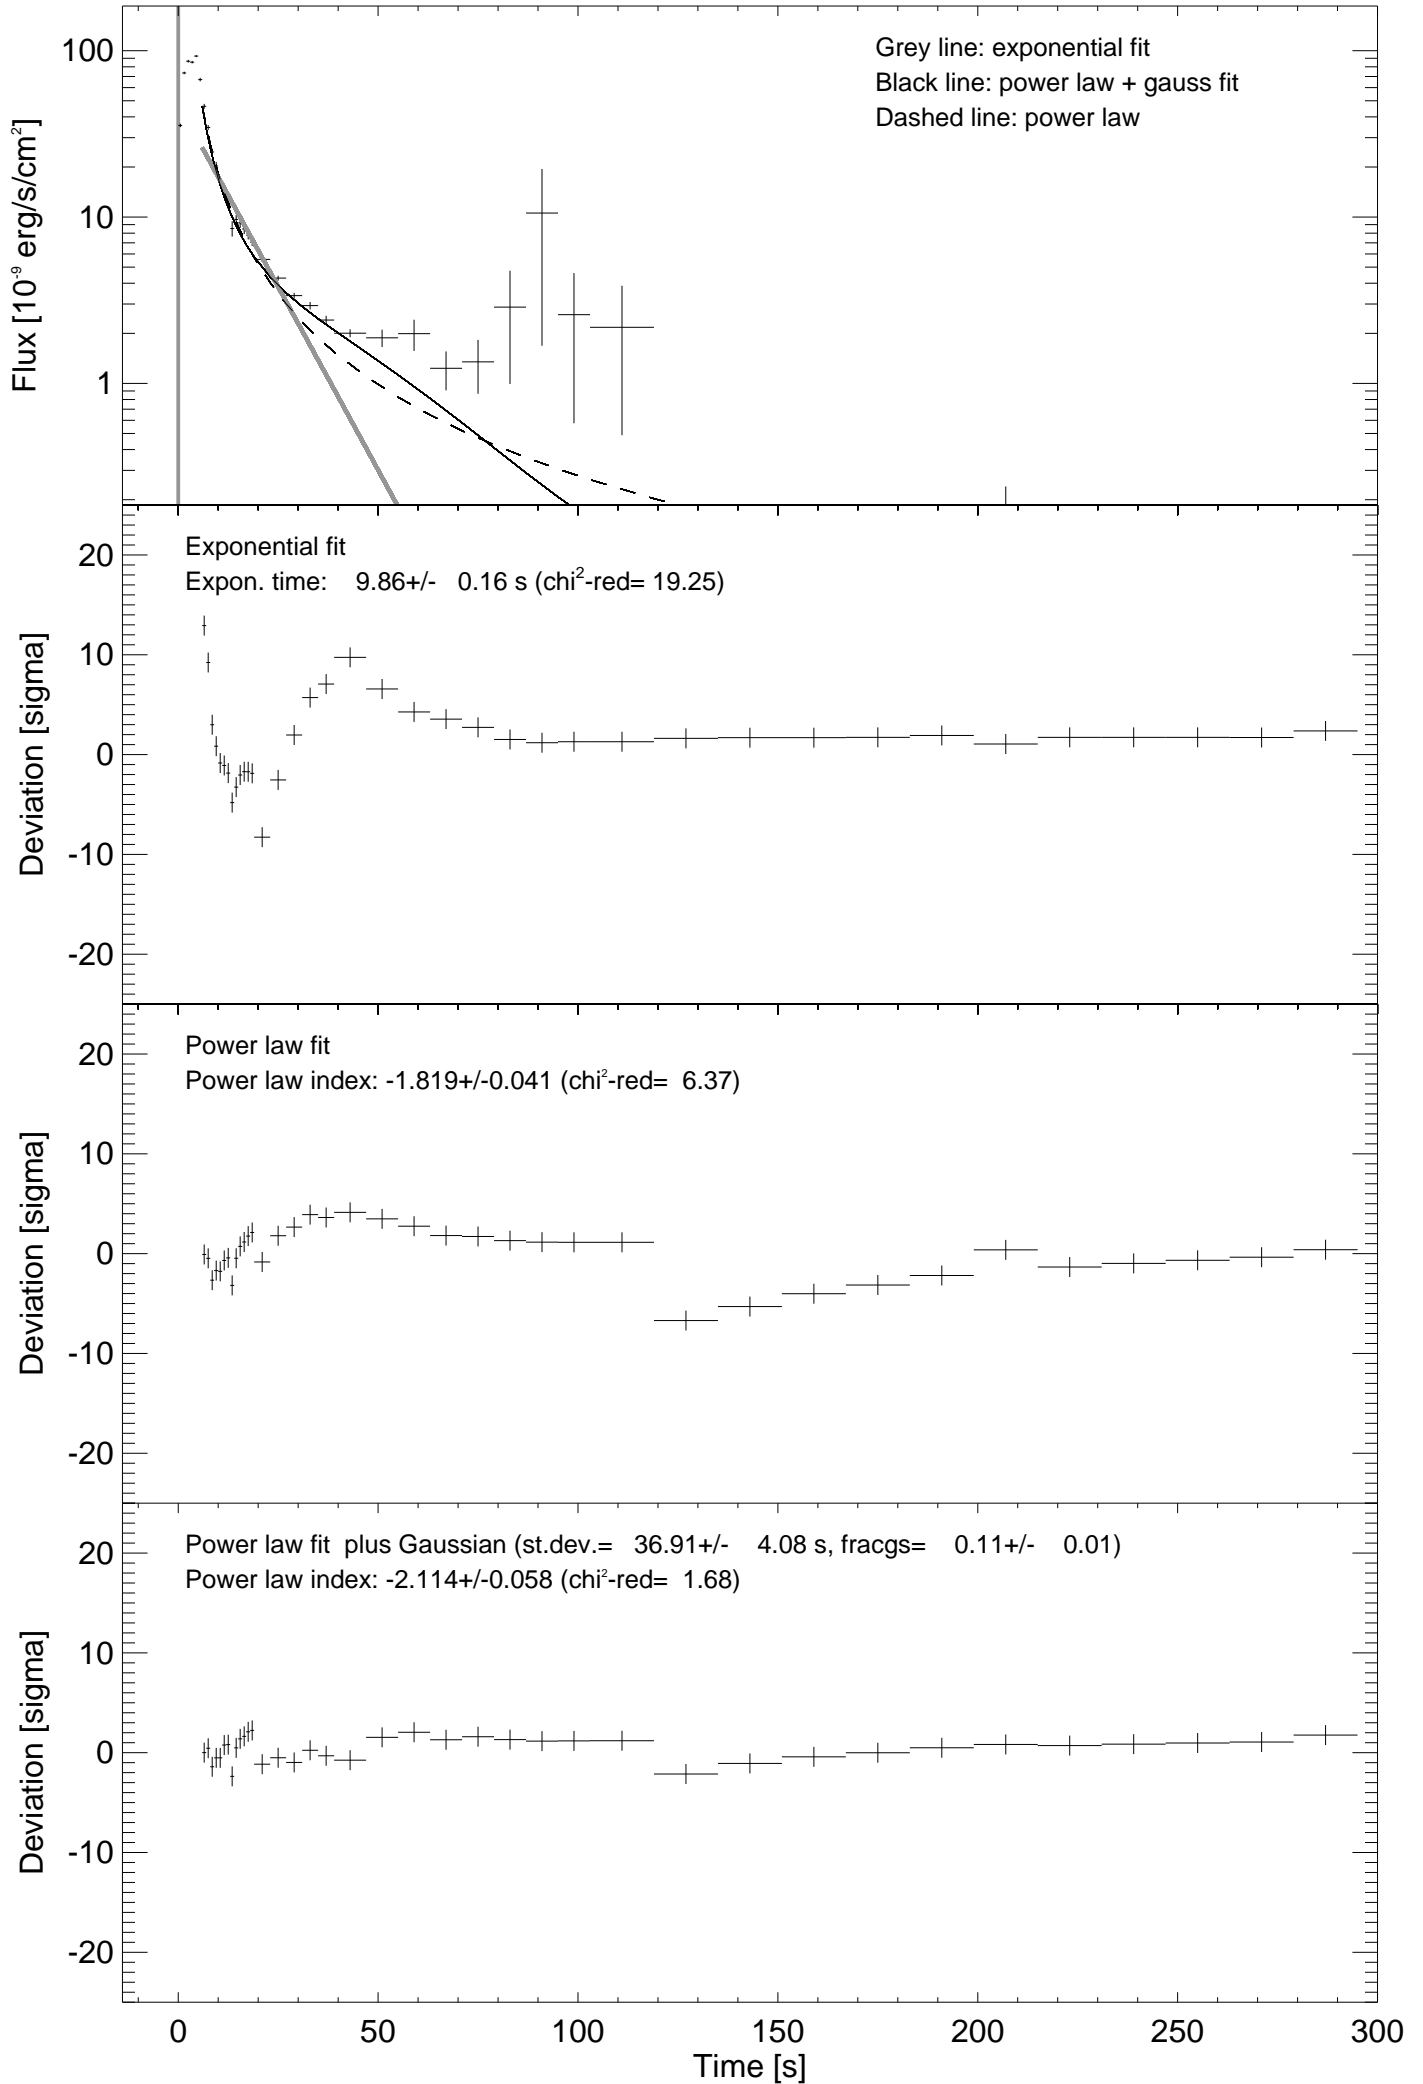 100
10
1
Flux [10⁻⁹ erg/s/cm²]
Grey line: exponential fit
Black line: power law + gauss fit
Dashed line: power law
20
10
0
-10
-20
Deviation [sigma]
Exponential fit
Expon. time: 9.86+/- 0.16 s (chi²-red= 19.25)
20
10
0
-10
-20
Deviation [sigma]
Power law fit
Power law index: -1.819+/-0.041 (chi²-red= 6.37)
20
10
0
-10
-20
Deviation [sigma]
Power law fit plus Gaussian (st.dev.= 36.91+/- 4.08 s, fracgs= 0.11+/- 0.01)
Power law index: -2.114+/-0.058 (chi²-red= 1.68)
0 50 100 150 200 250 300
Time [s]